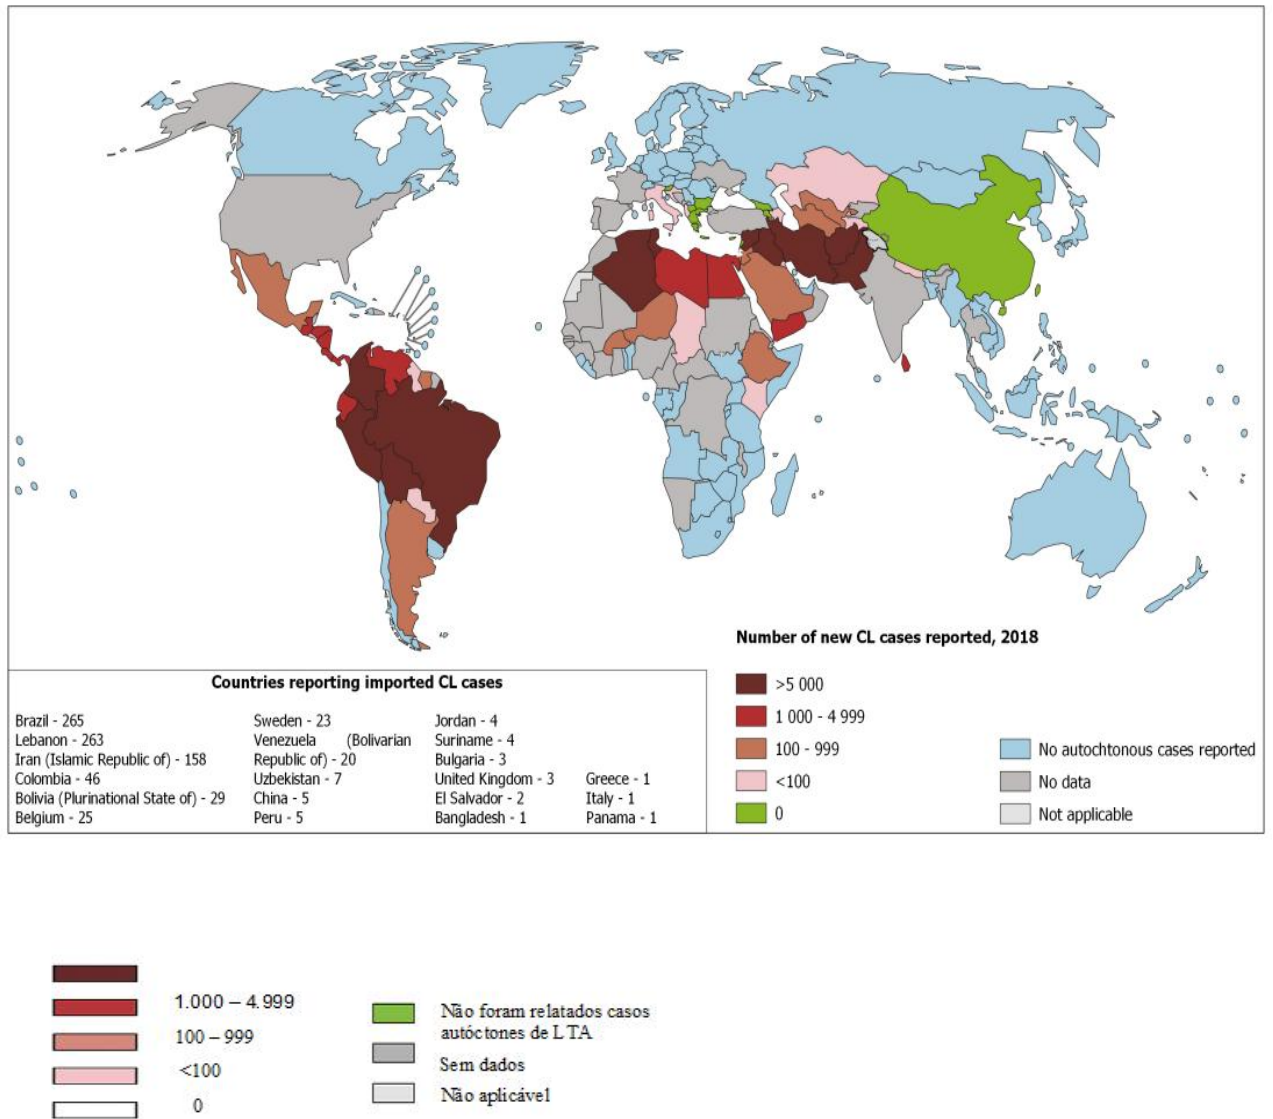 Number of new CL cases reported, 2018
>5 000
1 000 - 4 999
100 - 999
<100
0
No autochtonous cases reported
No data
Not applicable
Countries reporting imported CL cases
Brazil - 265
Lebanon - 263
Iran (Islamic Republic of) - 158
Colombia - 46
Bolivia (Plurinational State of) - 29
Belgium - 25
Sweden - 23
Venezuela (Bolivarian
Republic of) - 20
Uzbekistan - 7
China - 5
Peru - 5
Jordan - 4
Suriname - 4
Bulgaria - 3
United Kingdom - 3
El Salvador - 2
Bangladesh - 1
Greece - 1
Italy - 1
Panama - 1
1.000 – 4.999
100 – 999
<100
0
Não foram relatados casos
autóctones de LTA
Sem dados
Não aplicável